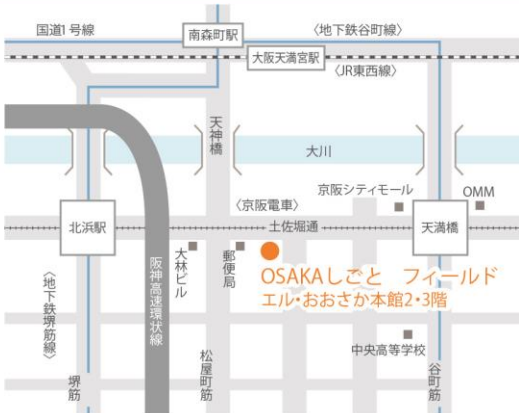 国道1号線
南森町駅
〈地下鉄谷町線〉
大阪天満宮駅
〈JR東西線〉
天神橋
大川
京阪シティモール
OMM
〈京阪電車〉
北浜駅
土佐堀通
天満橋
大林ビル
郵便局
阪神高速環状線
OSAKAしごと フィールド
エル・おおさか本館2・3階
〈地下鉄堺筋線〉
中央高等学校
堺筋
松屋町筋
谷町筋